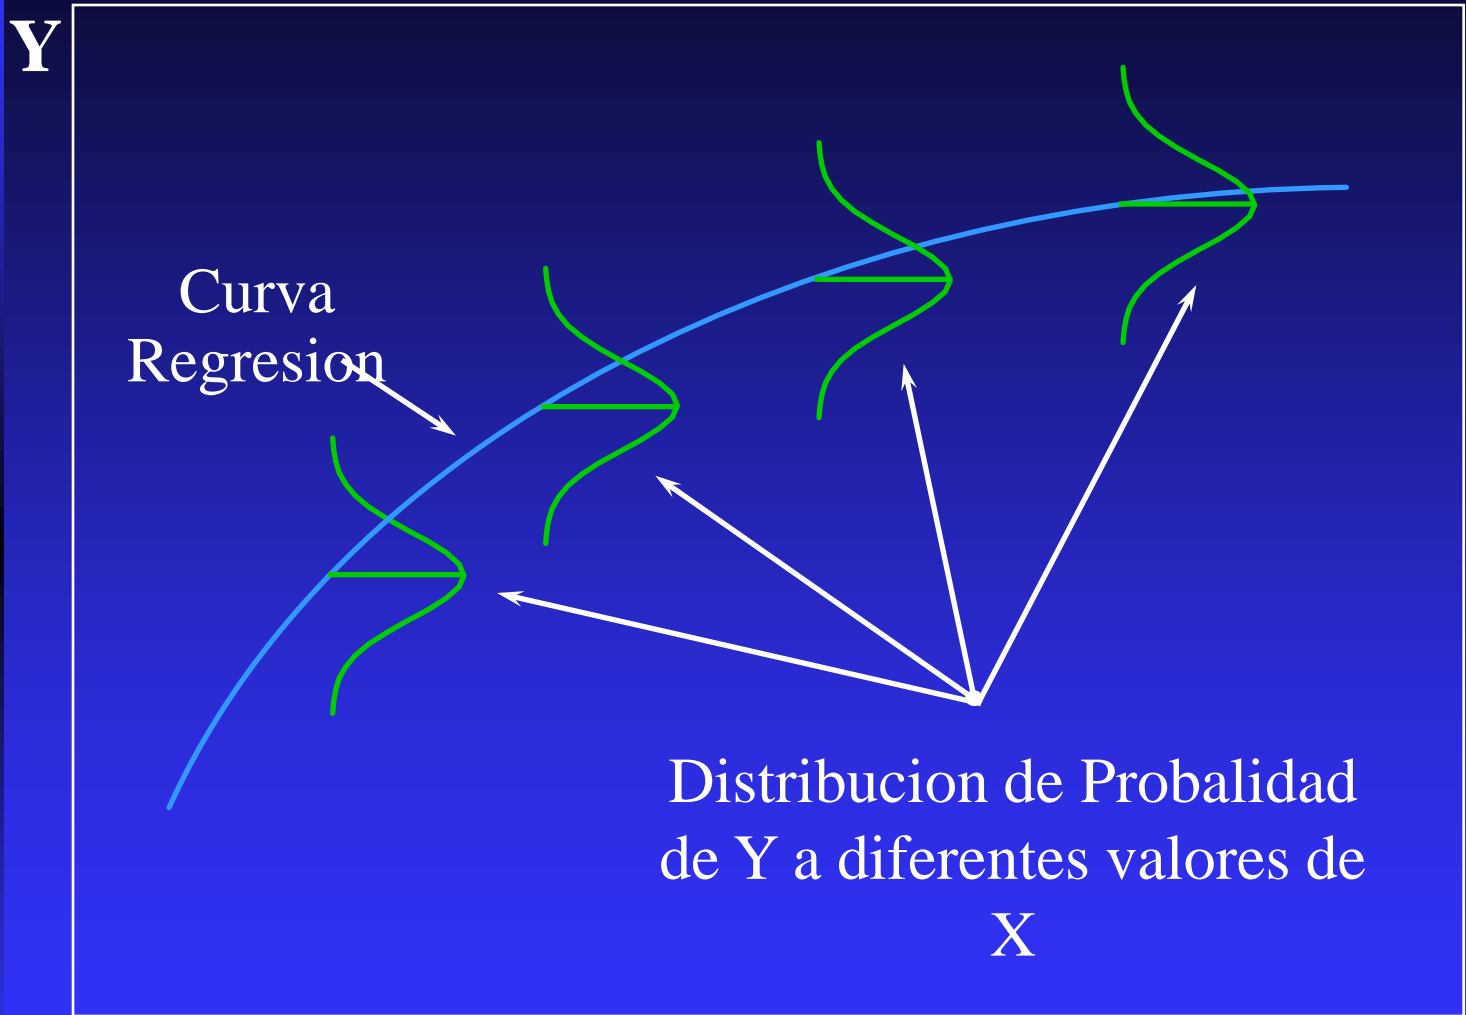 Y
Curva
Regresion
Distribucion de Probalidad
de Y a diferentes valores de
X